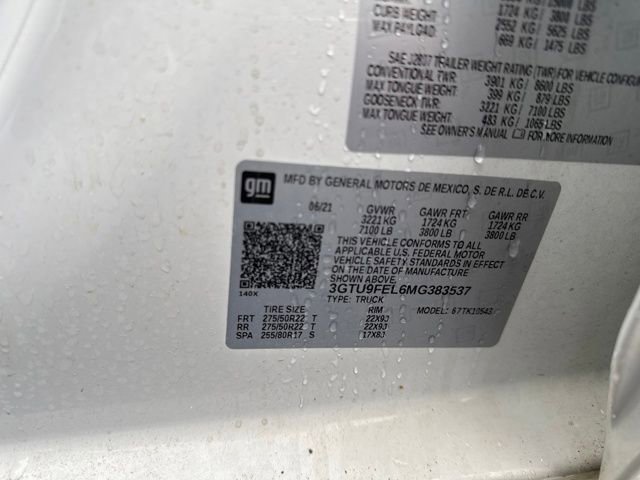 CURB WEIGHT 1724 KG / 3800 LBS
2552 KG / 5625 LBS
MAX PAYLOAD 669 KG / 1475 LBS
SAE J2807 TRAILER WEIGHT RATING (TWR) FOR VEHICLE CONFIGUR
CONVENTIONAL TWR: 3901 KG / 8600 LBS
MAX TONGUE WEIGHT: 399 KG / 879 LBS
GOOSENECK TWR: 3221 KG / 7100 LBS
MAX TONGUE WEIGHT: 483 KG / 1065 LBS
SEE OWNER'S MANUAL FOR MORE INFORMATION
gm MFD BY GENERAL MOTORS DE MEXICO, S. DE R.L. DE C.V.
06/21 GVWR GAWR FRT GAWR RR
3221 KG 1724 KG 1724 KG
7100 LB 3800 LB 3800 LB
THIS VEHICLE CONFORMS TO ALL
APPLICABLE U.S. FEDERAL MOTOR
VEHICLE SAFETY STANDARDS IN EFFECT
ON THE DATE OF MANUFACTURE
SHOWN ABOVE.
3GTU9FEL6MG383537
140X
TYPE: TRUCK MODEL: 67TK10543
TIRE SIZE RIM
FRT 275/50R22 T 22X9J
RR 275/50R22 T 22X9J
SPA 255/80R17 S 17X8J